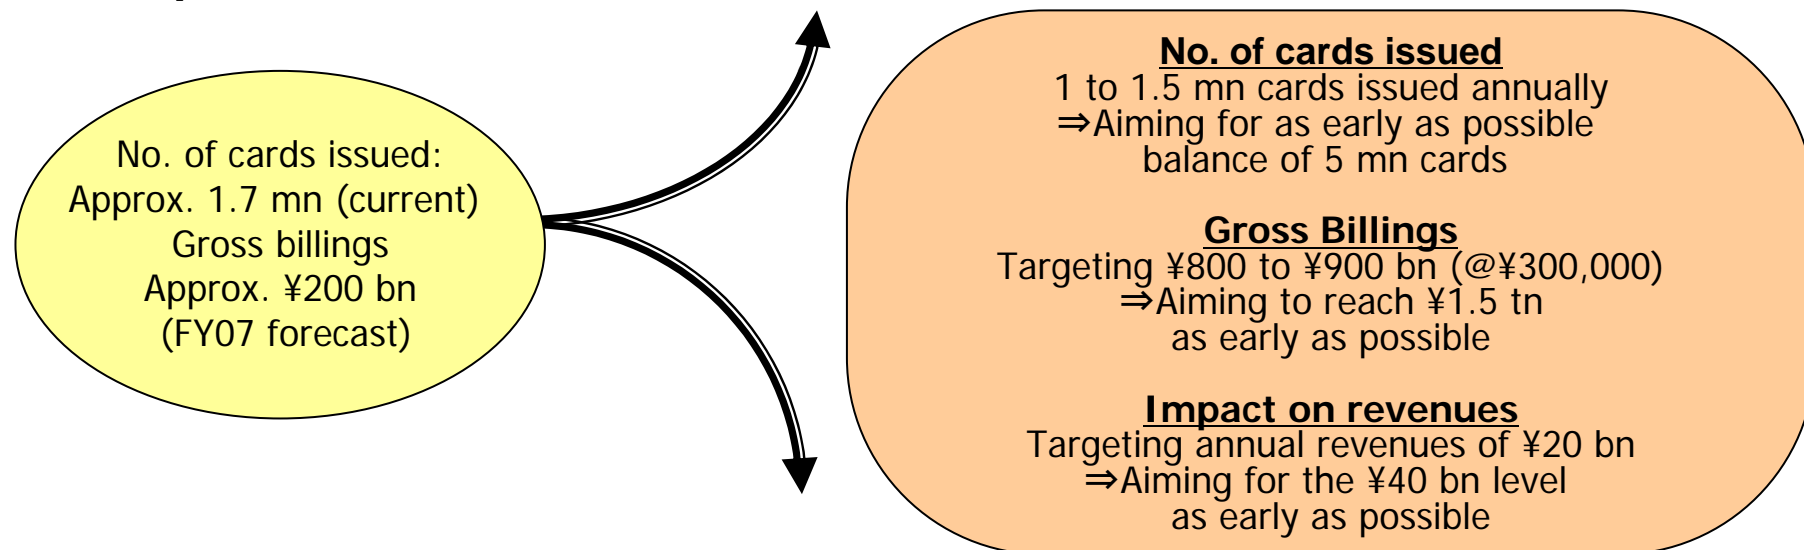 No. of cards issued:
Approx. 1.7 mn (current)
Gross billings
Approx. ¥200 bn
(FY07 forecast)
No. of cards issued
1 to 1.5 mn cards issued annually
⇒Aiming for as early as possible
balance of 5 mn cards
Gross Billings
Targeting ¥800 to ¥900 bn (@¥300,000)
⇒Aiming to reach ¥1.5 tn
as early as possible
Impact on revenues
Targeting annual revenues of ¥20 bn
⇒Aiming for the ¥40 bn level
as early as possible